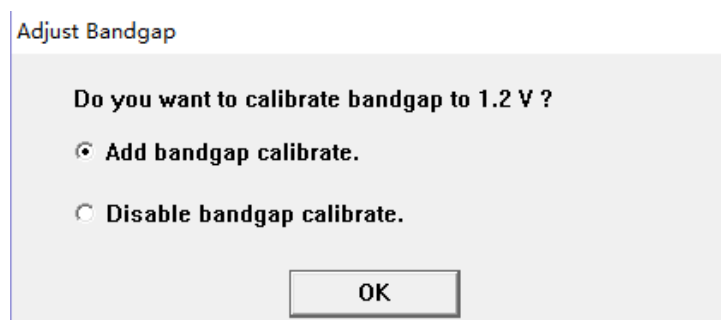 Adjust Bandgap
Do you want to calibrate bandgap to 1.2 V ?
Add bandgap calibrate.
Disable bandgap calibrate.
OK